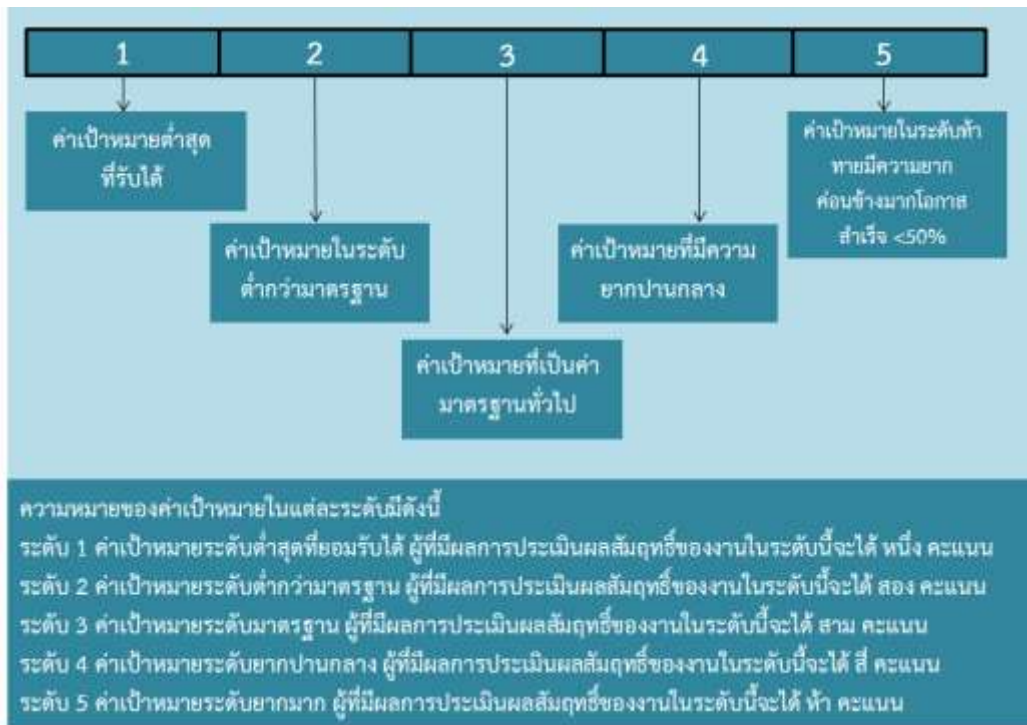 1 2 3 4 5
ค่าเป้าหมายต่ำสุด
ที่รับได้
ค่าเป้าหมายในระดับ
ต่ำกว่ามาตรฐาน
ค่าเป้าหมายที่เป็นค่า
มาตรฐานทั่วไป
ค่าเป้าหมายที่มีความ
ยากปานกลาง
ค่าเป้าหมายในระดับท้า
ทายมีความยาก
ค่อนข้างมากโอกาส
สำเร็จ <50%
ความหมายของค่าเป้าหมายในแต่ละระดับมีดังนี้
ระดับ 1 ค่าเป้าหมายระดับต่ำสุดที่ยอมรับได้ ผู้ที่มีผลการประเมินผลสัมฤทธิ์ของงานในระดับนี้จะได้ หนึ่ง คะแนน
ระดับ 2 ค่าเป้าหมายระดับต่ำกว่ามาตรฐาน ผู้ที่มีผลการประเมินผลสัมฤทธิ์ของงานในระดับนี้จะได้ สอง คะแนน
ระดับ 3 ค่าเป้าหมายระดับมาตรฐาน ผู้ที่มีผลการประเมินผลสัมฤทธิ์ของงานในระดับนี้จะได้ สาม คะแนน
ระดับ 4 ค่าเป้าหมายระดับยากปานกลาง ผู้ที่มีผลการประเมินผลสัมฤทธิ์ของงานในระดับนี้จะได้ สี่ คะแนน
ระดับ 5 ค่าเป้าหมายระดับยากมาก ผู้ที่มีผลการประเมินผลสัมฤทธิ์ของงานในระดับนี้จะได้ ห้า คะแนน